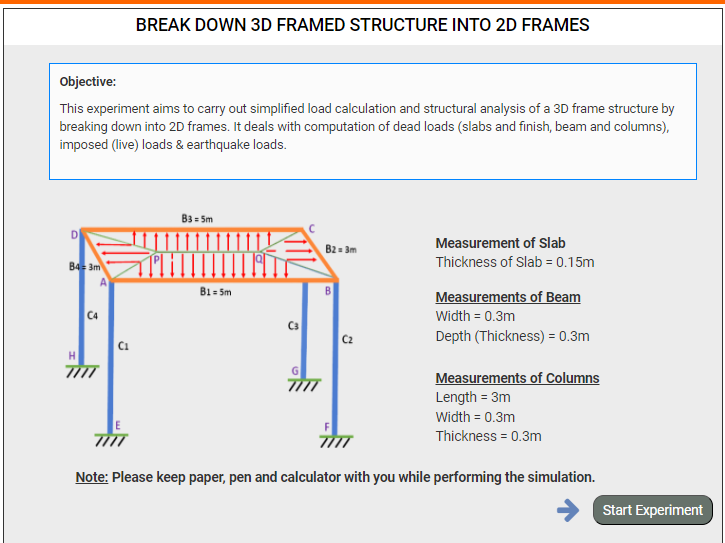 BREAK DOWN 3D FRAMED STRUCTURE INTO 2D FRAMES
Objective:
This experiment aims to carry out simplified load calculation and structural analysis of a 3D frame structure by
breaking down into 2D frames. It deals with computation of dead loads (slabs and finish, beam and columns),
imposed (live) loads & earthquake loads.
B3 = 5m
D
C
B2 = 3m
P
Q
B4 = 3m
A
B1 = 5m
B
C4
C3
C1
C2
H
G
E
F
Measurement of Slab
Thickness of Slab = 0.15m
Measurements of Beam
Width = 0.3m
Depth (Thickness) = 0.3m
Measurements of Columns
Length = 3m
Width = 0.3m
Thickness = 0.3m
Note: Please keep paper, pen and calculator with you while performing the simulation.
Start Experiment